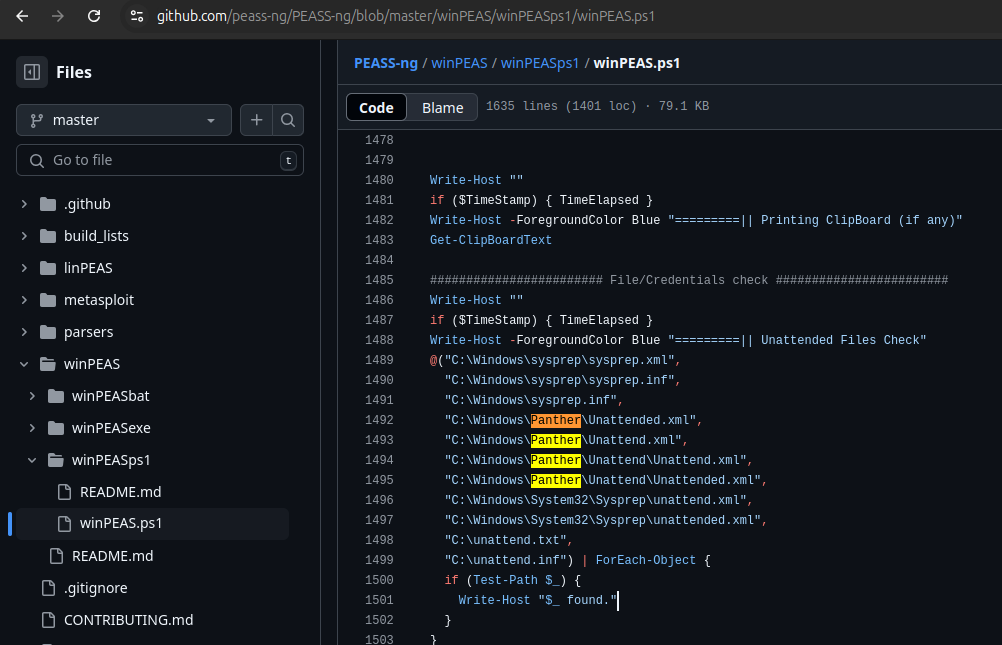 github.com/peass-ng/PEASS-ng/blob/master/winPEAS/winPEASps1/winPEAS.ps1
Files
master
Go to file
t
.github
build_lists
linPEAS
metasploit
parsers
winPEAS
winPEASbat
winPEASexe
winPEASps1
README.md
winPEAS.ps1
README.md
.gitignore
CONTRIBUTING.md
PEASS-ng / winPEAS / winPEASps1 / winPEAS.ps1
Code Blame 1635 lines (1401 loc) · 79.1 KB
1478
1479
1480 Write-Host ""
1481 if ($TimeStamp) { TimeElapsed }
1482 Write-Host -ForegroundColor Blue "=========|| Printing ClipBoard (if any)"
1483 Get-ClipBoardText
1484
1485 ######################## File/Credentials check ########################
1486 Write-Host ""
1487 if ($TimeStamp) { TimeElapsed }
1488 Write-Host -ForegroundColor Blue "=========|| Unattended Files Check"
1489 @("C:\Windows\sysprep\sysprep.xml",
1490 "C:\Windows\sysprep\sysprep.inf",
1491 "C:\Windows\sysprep.inf",
1492 "C:\Windows\Panther\Unattended.xml",
1493 "C:\Windows\Panther\Unattend.xml",
1494 "C:\Windows\Panther\Unattend\Unattend.xml",
1495 "C:\Windows\Panther\Unattend\Unattended.xml",
1496 "C:\Windows\System32\Sysprep\unattend.xml",
1497 "C:\Windows\System32\Sysprep\unattended.xml",
1498 "C:\unattend.txt",
1499 "C:\unattend.inf") | ForEach-Object {
1500 if (Test-Path $_) {
1501 Write-Host "$_ found."
1502 }
1503 }